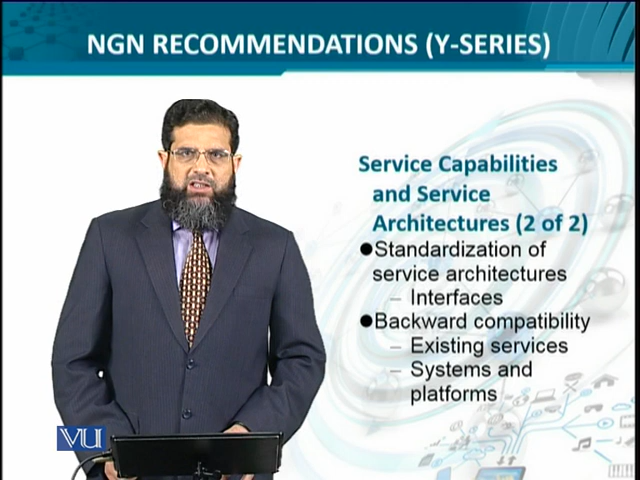 NGN RECOMMENDATIONS (Y-SERIES)
Service Capabilities
and Service
Architectures (2 of 2)
●Standardization of
service architectures
– Interfaces
●Backward compatibility
– Existing services
– Systems and
platforms
VU